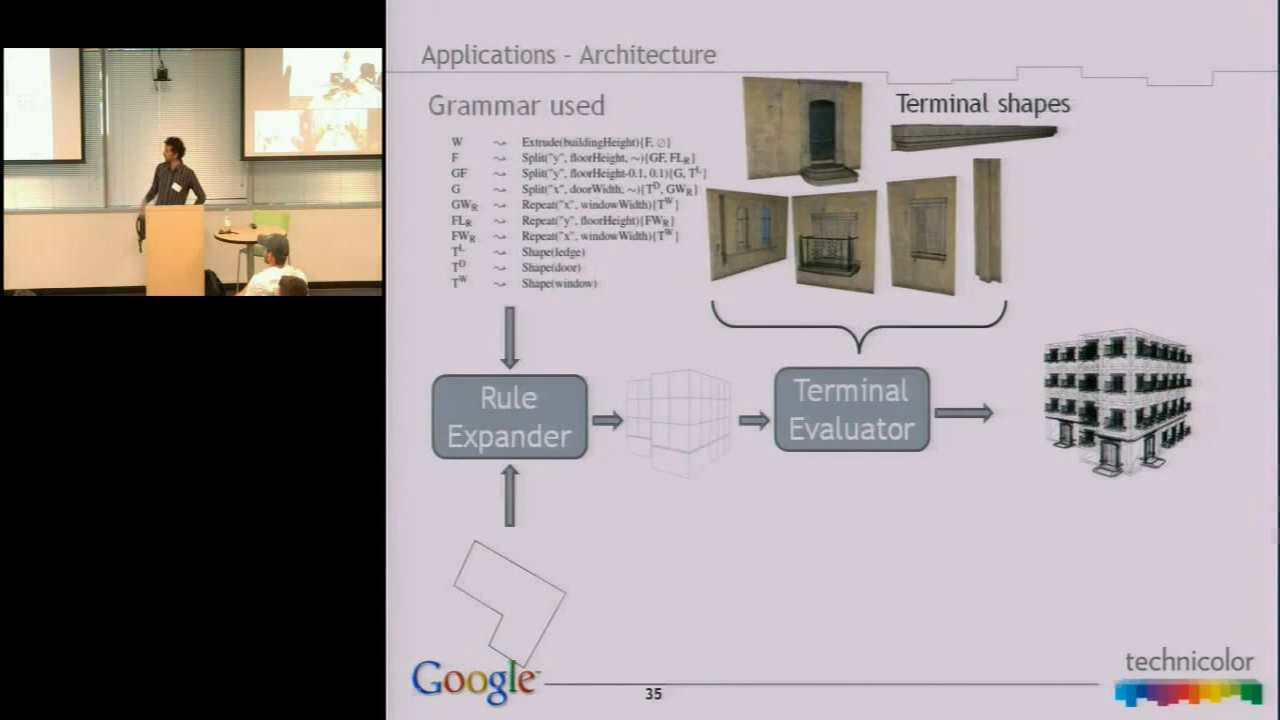 Applications - Architecture
Grammar used
Terminal shapes
W ⤳ Extrude(buildingHeight){F, ∅}
F ⤳ Split("y", floorHeight, ~){GF, FL_R}
GF ⤳ Split("y", floorHeight-0.1, 0.1){G, T^L}
G ⤳ Split("x", doorWidth, ~){T^D, GW_R}
GW_R ⤳ Repeat("x", windowWidth){T^W}
FL_R ⤳ Repeat("y", floorHeight){FW_R}
FW_R ⤳ Repeat("x", windowWidth){T^W}
T^L ⤳ Shape(ledge)
T^D ⤳ Shape(door)
T^W ⤳ Shape(window)
Rule
Expander
Terminal
Evaluator
Google
35
technicolor